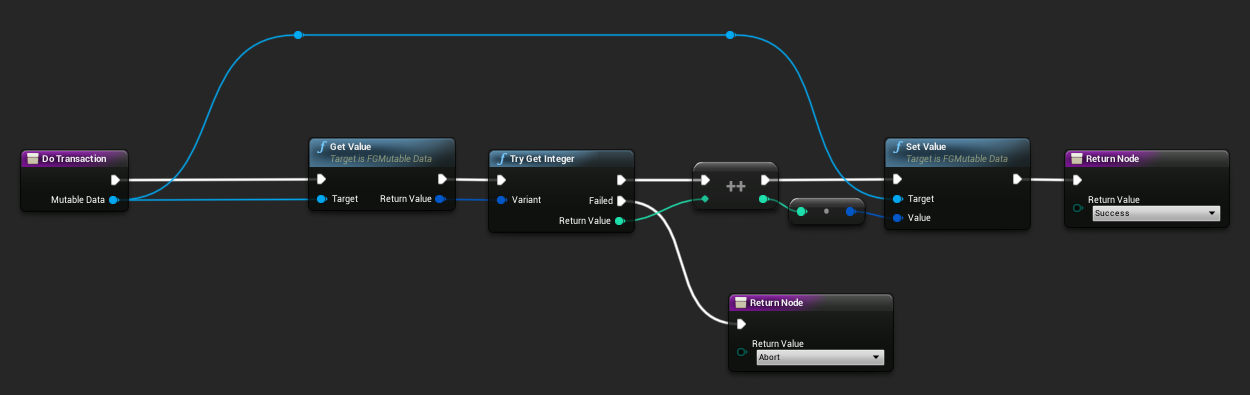 Do Transaction
Mutable Data
Get Value
Target is FGMutable Data
Target
Return Value
Try Get Integer
Variant
Failed
Return Value
++
Set Value
Target is FGMutable Data
Target
Value
Return Node
Return Value
Success
Return Node
Return Value
Abort